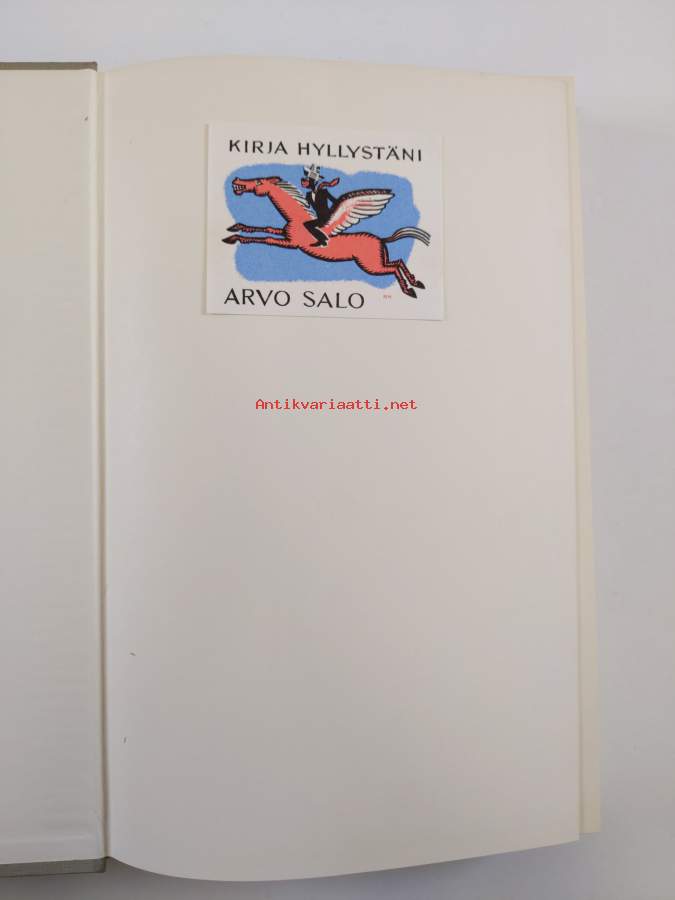 KIRJA HYLLYSTÄNI
ARVO SALO
Antikvariaatti.net